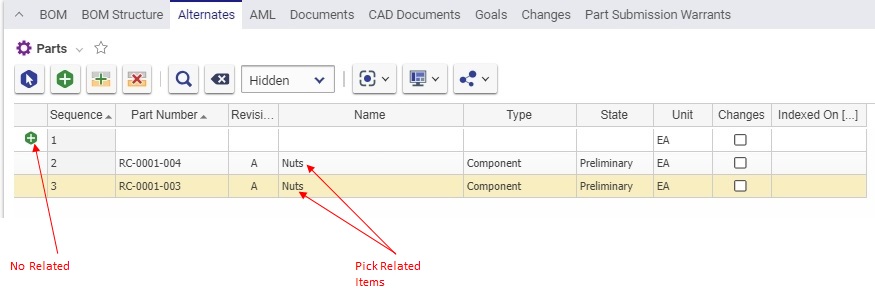 BOM BOM Structure Alternates AML Documents CAD Documents Goals Changes Part Submission Warrants
Parts
Hidden
Sequence Part Number Revisi... Name Type State Unit Changes Indexed On [...]
1 EA
2 RC-0001-004 A Nuts Component Preliminary EA
3 RC-0001-003 A Nuts Component Preliminary EA
No Related
Pick Related
Items